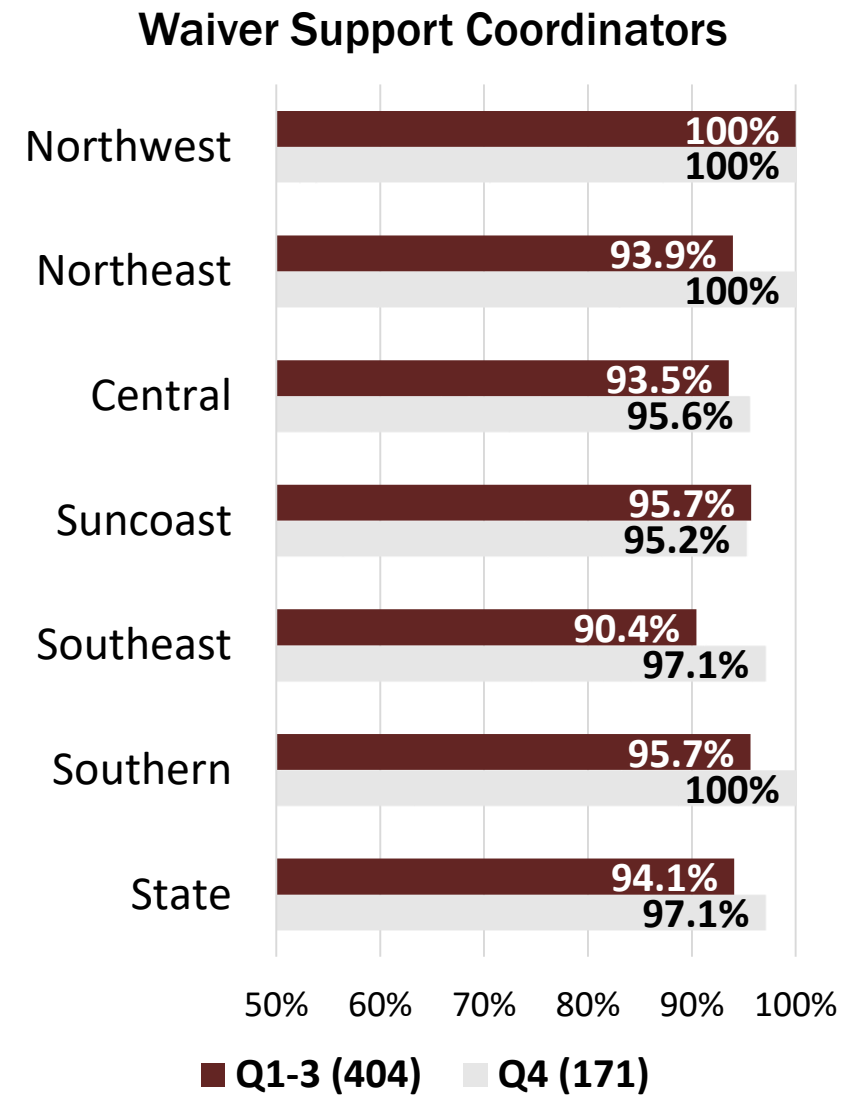 Waiver Support Coordinators
Northwest
100%
100%
Northeast
93.9%
100%
Central
93.5%
95.6%
Suncoast
95.7%
95.2%
Southeast
90.4%
97.1%
Southern
95.7%
100%
State
94.1%
97.1%
50% 60% 70% 80% 90% 100%
Q1-3 (404) Q4 (171)